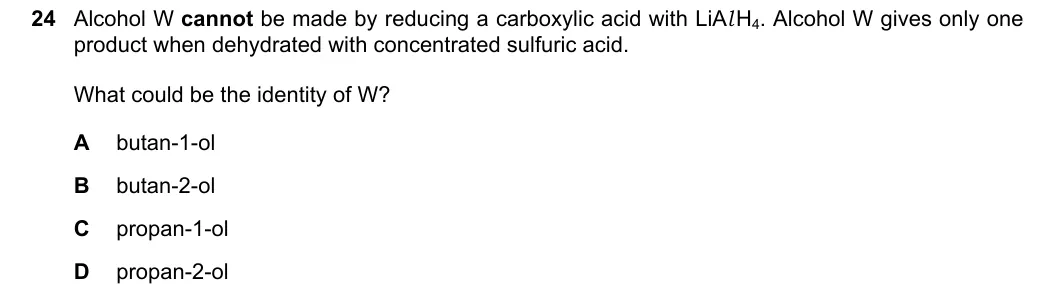 24 Alcohol W cannot be made by reducing a carboxylic acid with LiAlH₄. Alcohol W gives only one
product when dehydrated with concentrated sulfuric acid.
What could be the identity of W?
A butan-1-ol
B butan-2-ol
C propan-1-ol
D propan-2-ol